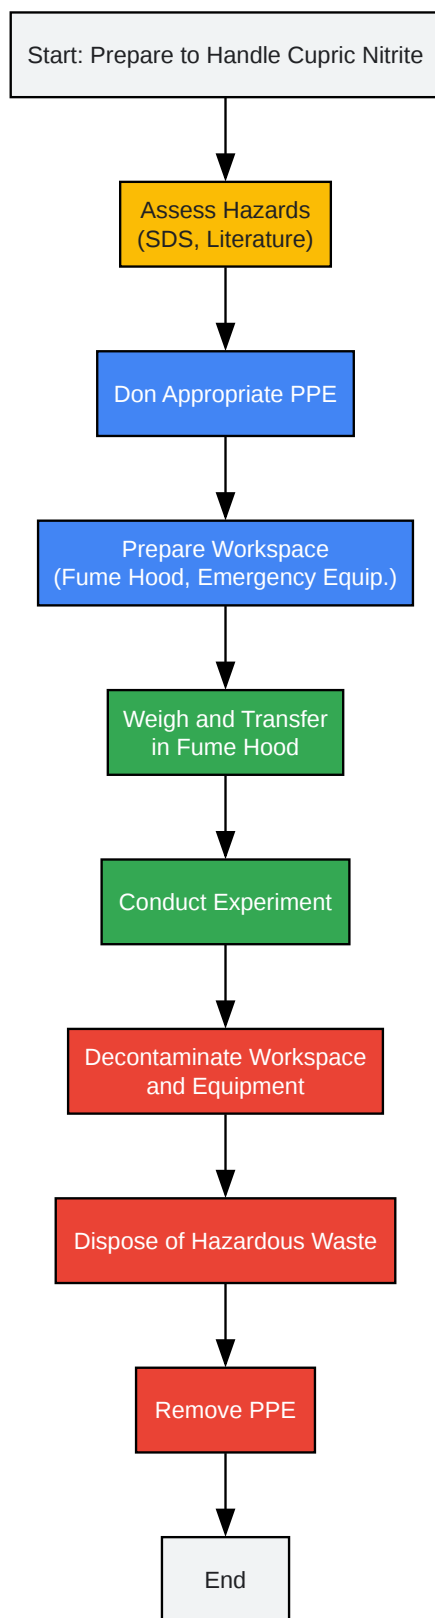 Start: Prepare to Handle Cupric Nitrite
Assess Hazards
(SDS, Literature)
Don Appropriate PPE
Prepare Workspace
(Fume Hood, Emergency Equip.)
Weigh and Transfer
in Fume Hood
Conduct Experiment
Decontaminate Workspace
and Equipment
Dispose of Hazardous Waste
Remove PPE
End